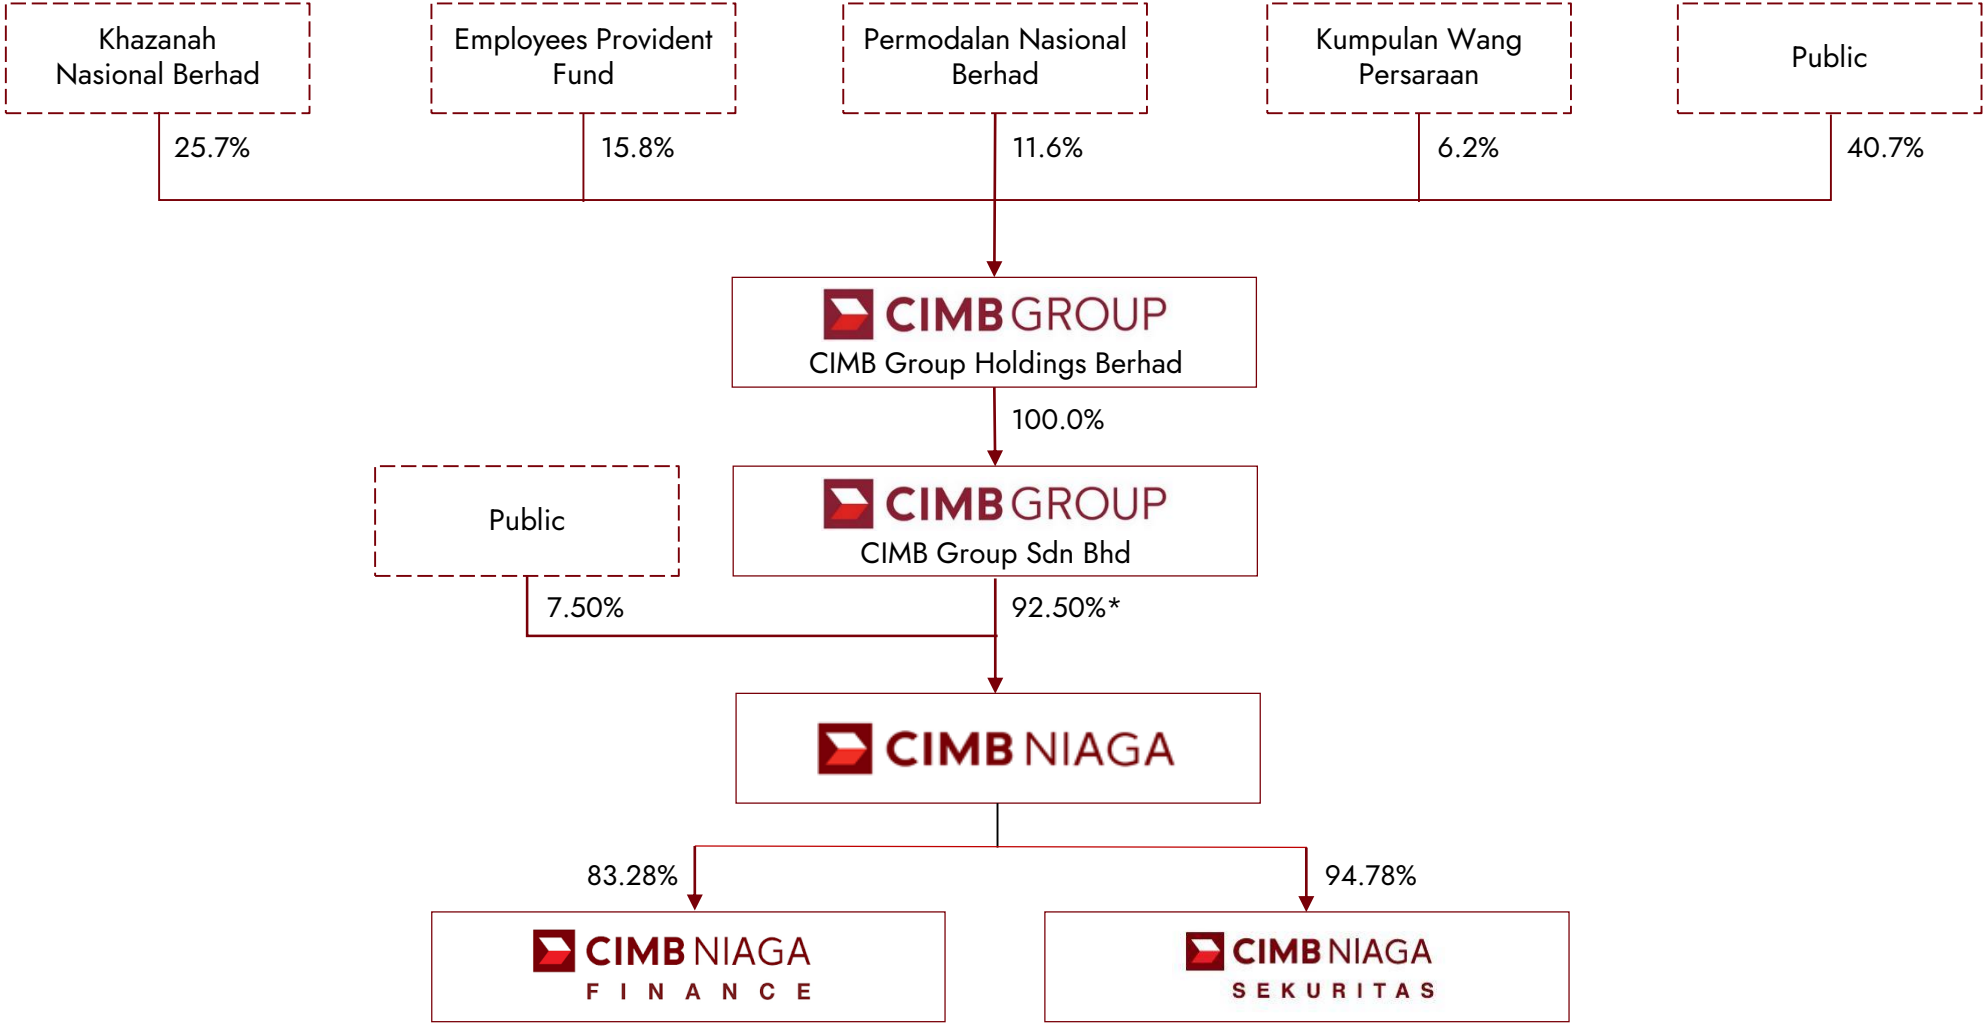 Khazanah
Nasional Berhad
Employees Provident
Fund
Permodalan Nasional
Berhad
Kumpulan Wang
Persaraan
Public
25.7%
15.8%
11.6%
6.2%
40.7%
CIMB GROUP
CIMB Group Holdings Berhad
100.0%
Public
CIMB GROUP
CIMB Group Sdn Bhd
7.50%
92.50%*
CIMB NIAGA
83.28%
94.78%
CIMB NIAGA
FINANCE
CIMB NIAGA
SEKURITAS